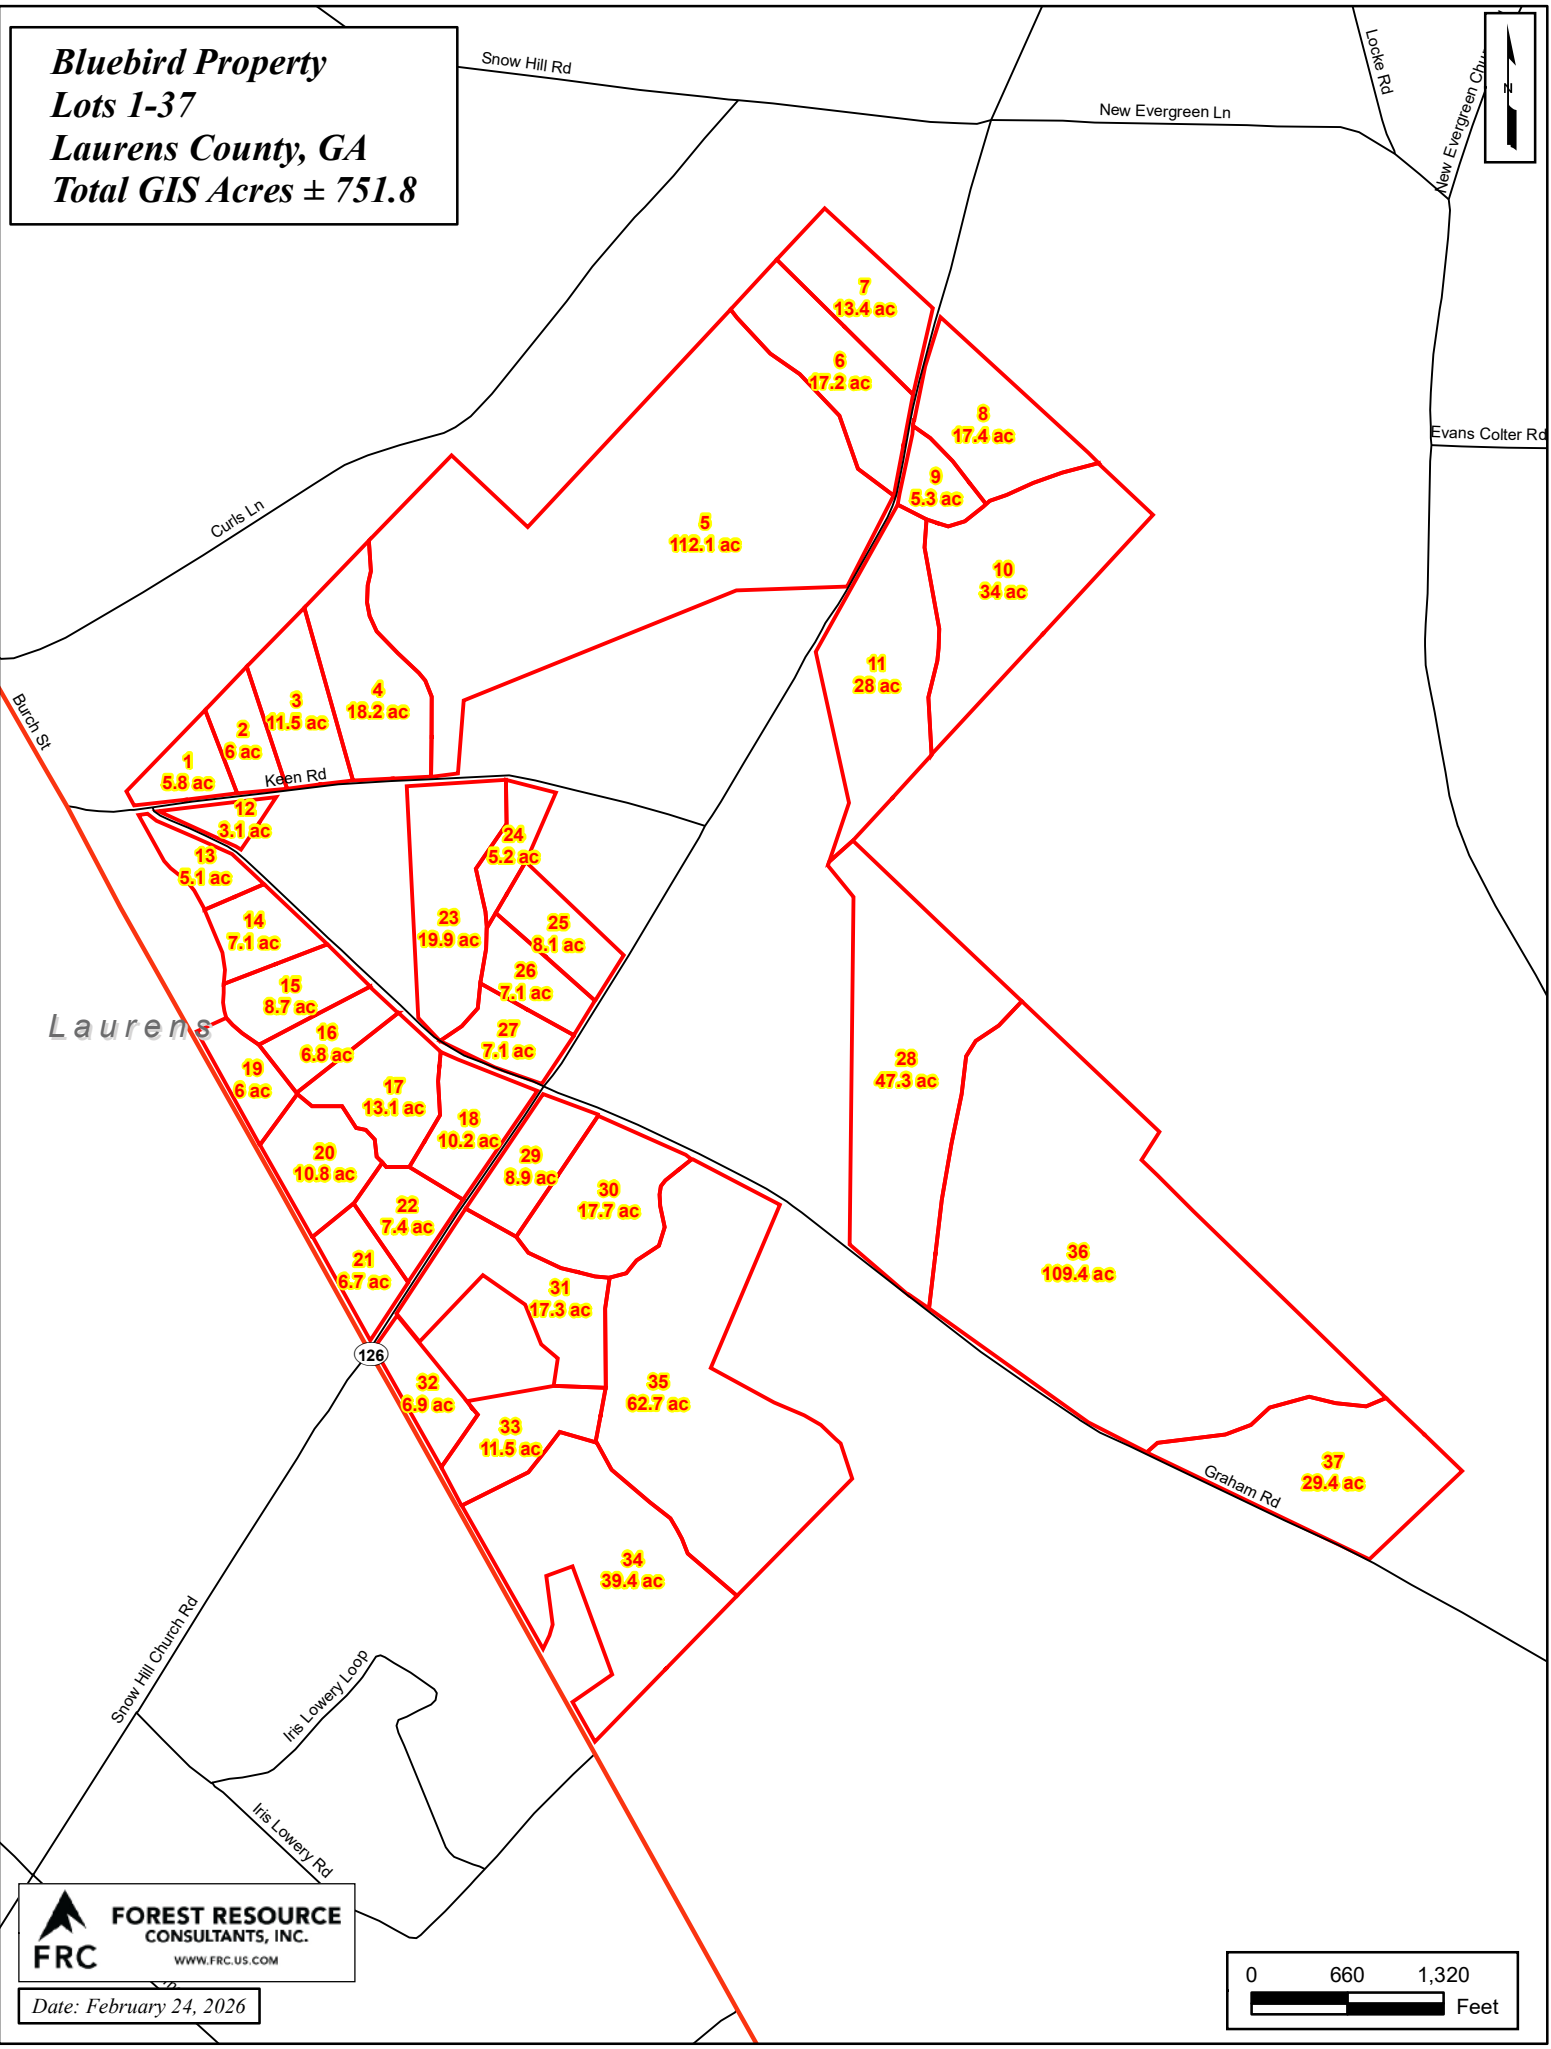 Bluebird Property
Lots 1-37
Laurens County, GA
Total GIS Acres ± 751.8
Snow Hill Rd
New Evergreen Ln
Locke Rd
New Evergreen Chu
N
Evans Colter Rd
Curls Ln
Burch St
Keen Rd
7
13.4 ac
6
17.2 ac
8
17.4 ac
9
5.3 ac
5
112.1 ac
10
34 ac
11
28 ac
4
18.2 ac
3
11.5 ac
2
6 ac
1
5.8 ac
12
3.1 ac
13
5.1 ac
24
5.2 ac
14
7.1 ac
23
19.9 ac
25
8.1 ac
26
7.1 ac
15
8.7 ac
Laurens
16
6.8 ac
27
7.1 ac
19
6 ac
17
13.1 ac
18
10.2 ac
28
47.3 ac
20
10.8 ac
29
8.9 ac
30
17.7 ac
22
7.4 ac
21
6.7 ac
31
17.3 ac
36
109.4 ac
126
32
6.9 ac
35
62.7 ac
33
11.5 ac
37
29.4 ac
Graham Rd
34
39.4 ac
Snow Hill Church Rd
Iris Lowery Loop
Iris Lowery Rd
FRC
FOREST RESOURCE
CONSULTANTS, INC.
WWW.FRC.US.COM
Date: February 24, 2026
0 660 1,320
Feet